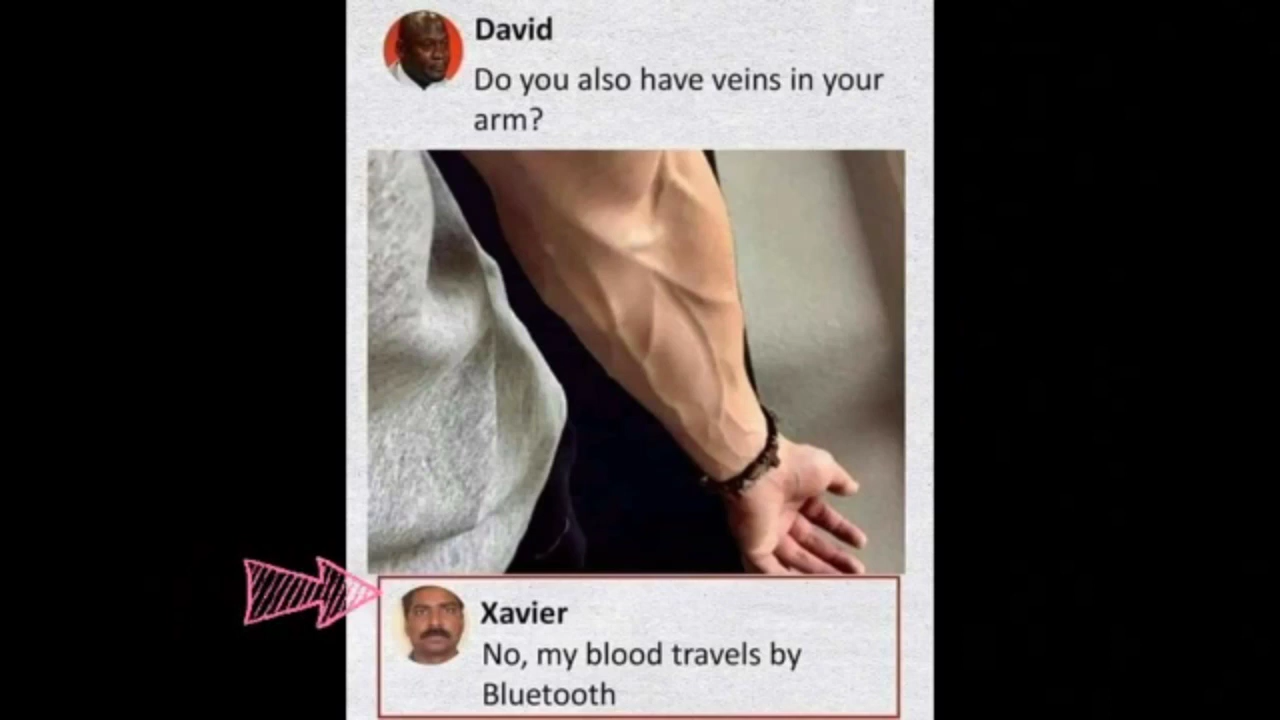 David
Do you also have veins in your
arm?
Xavier
No, my blood travels by
Bluetooth